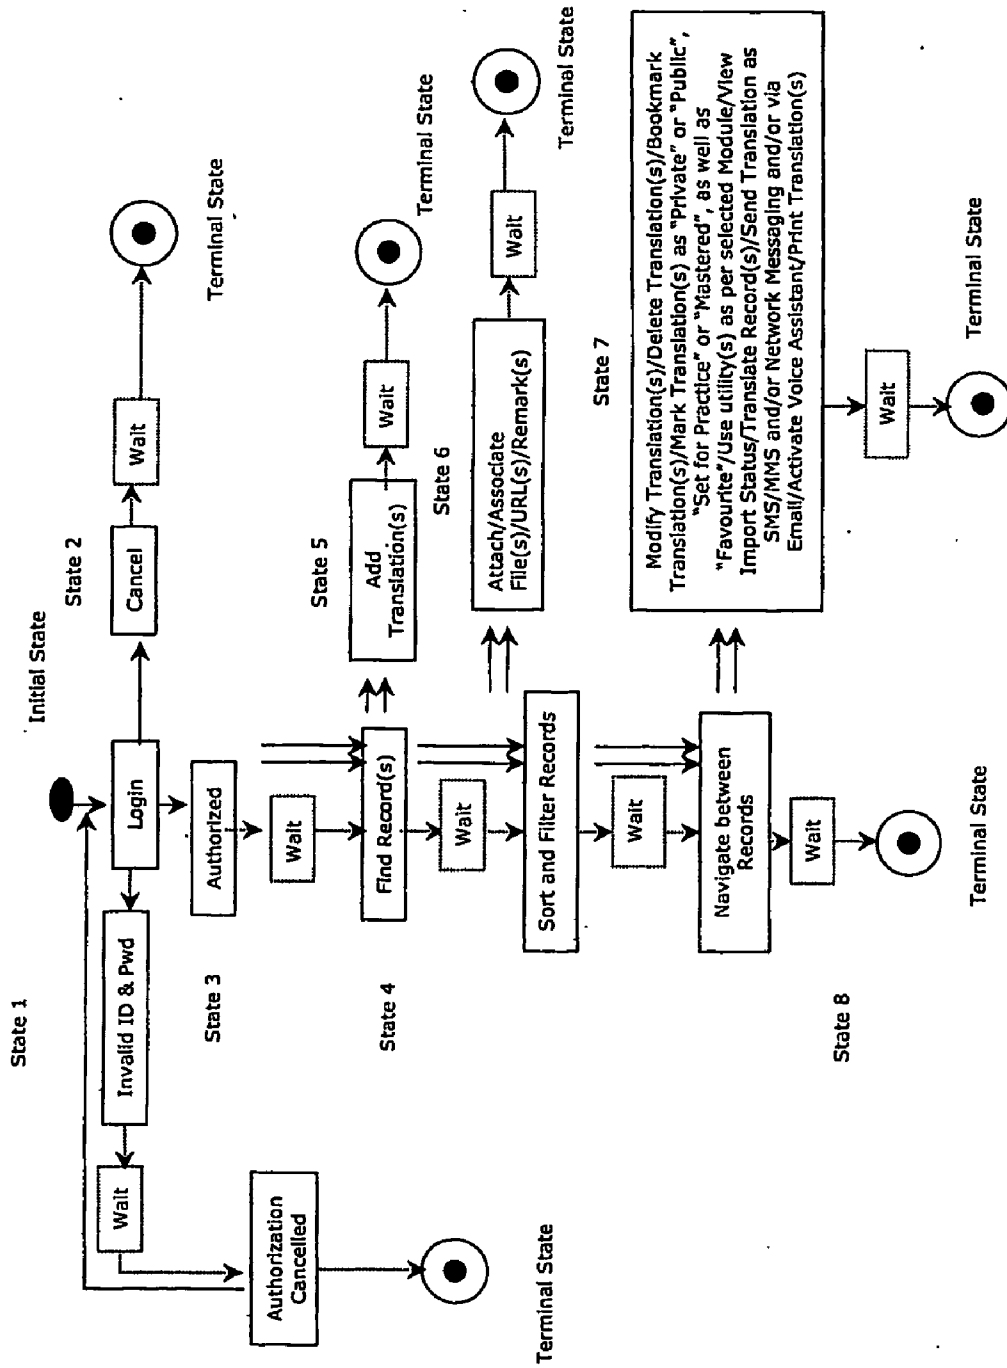 State 1
Initial State
Login
Invalid ID & Pwd
Wait
Authorization
Cancelled
Terminal State
State 2
Cancel
Wait
Terminal State
State 3
Authorized
Wait
State 4
Find Record(s)
Wait
State 5
Add
Translation(s)
Wait
Terminal State
Sort and Filter Records
Wait
State 6
Attach/Associate
File(s)/URL(s)/Remark(s)
Wait
Terminal State
State 7
Modify Translation(s)/Delete Translation(s)/Bookmark
Translation(s)/Mark Translation(s) as "Private" or "Public",
"Set for Practice" or "Mastered", as well as
"Favourite"/Use utility(s) as per selected Module/View
Import Status/Translate Record(s)/Send Translation as
SMS/MMS and/or Network Messaging and/or via
Email/Activate Voice Assistant/Print Translation(s)
Wait
Terminal State
State 8
Navigate between
Records
Wait
Terminal State